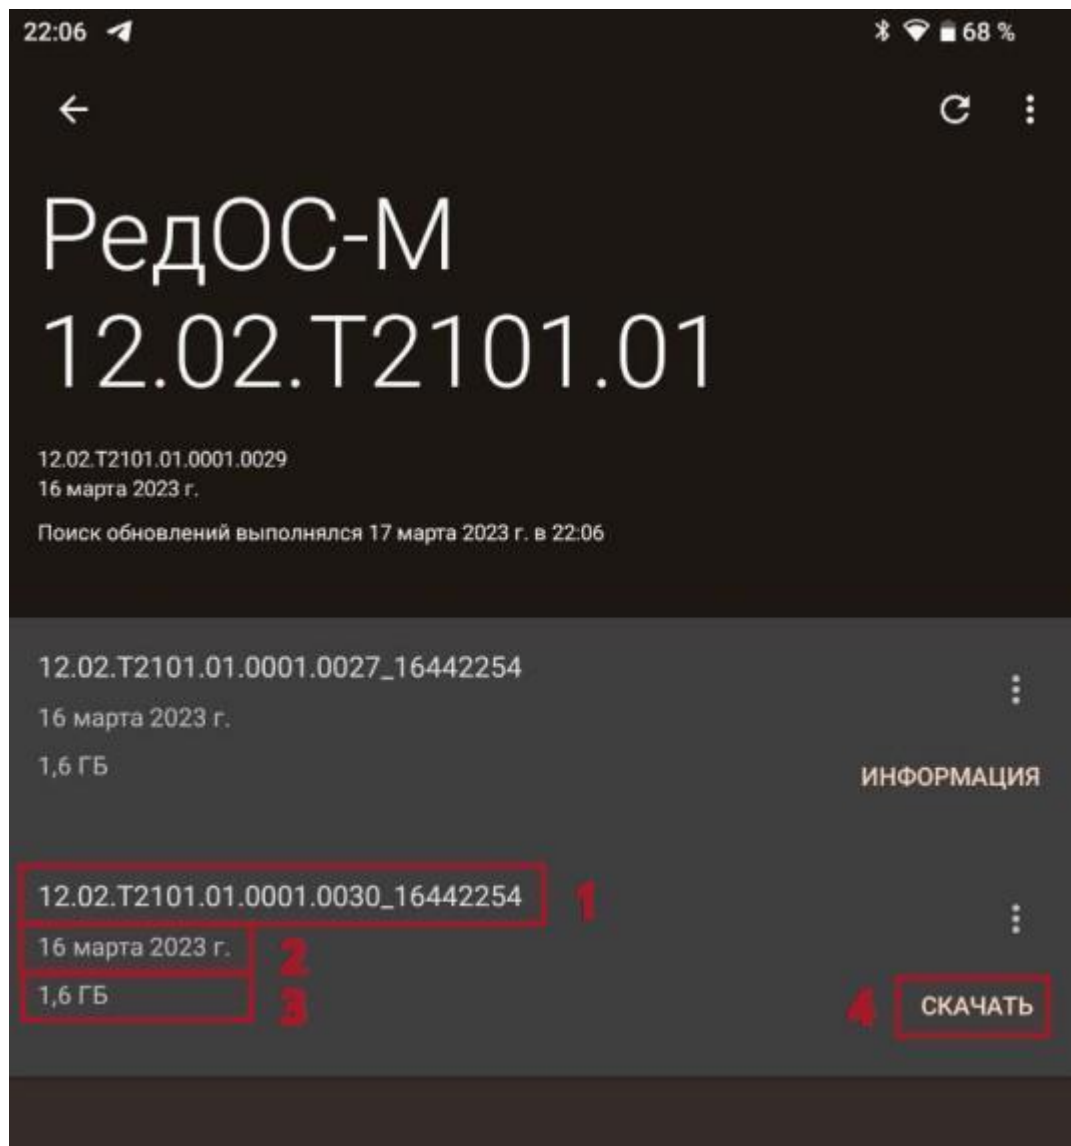 22:06 68 %
РедОС-М
12.02.T2101.01
12.02.T2101.01.0001.0029
16 марта 2023 г.
Поиск обновлений выполнялся 17 марта 2023 г. в 22:06
12.02.T2101.01.0001.0027_16442254
16 марта 2023 г.
1,6 ГБ
ИНФОРМАЦИЯ
12.02.T2101.01.0001.0030_16442254 1
16 марта 2023 г. 2
1,6 ГБ 3
4 СКАЧАТЬ